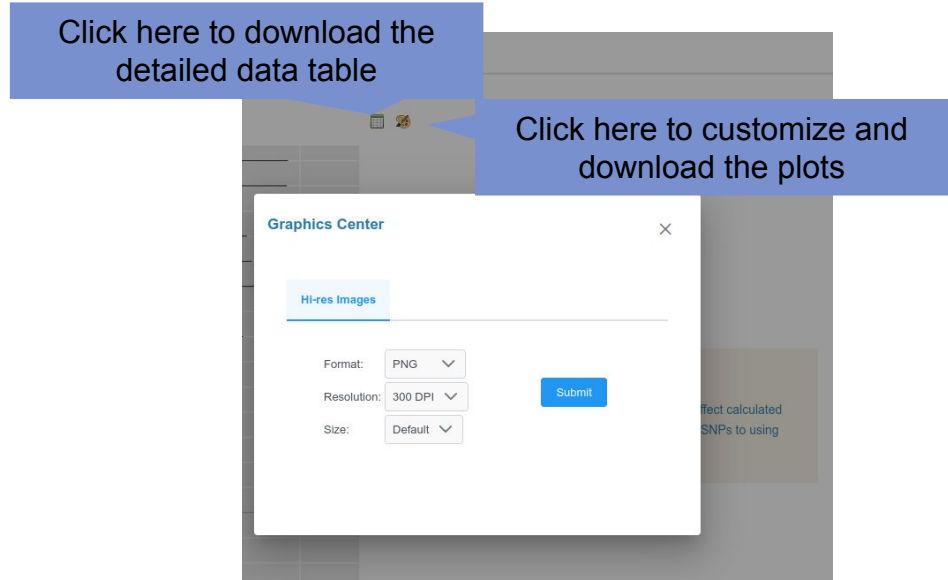 Click here to download the
detailed data table
Click here to customize and
download the plots
Graphics Center
Hi-res Images
Format: PNG
Resolution: 300 DPI
Submit
Size: Default
ffect calculated
SNPs to using